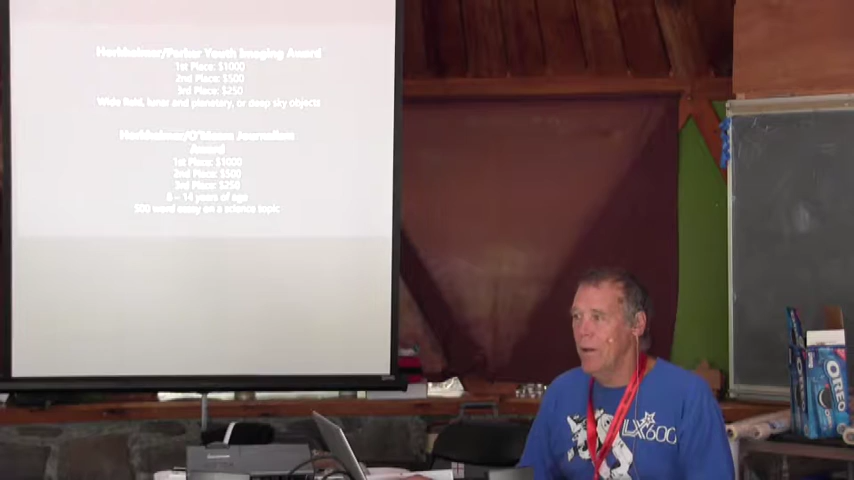 Horkheimer/Parker Youth Imaging Award
1st Place: $1000
2nd Place: $500
3rd Place: $250
Wide field, lunar and planetary, or deep sky objects
Horkheimer/O'Meara Journalism
Award
1st Place: $1000
2nd Place: $500
3rd Place: $250
8 – 14 years of age
500 word essay on a science topic
LX600
OREO